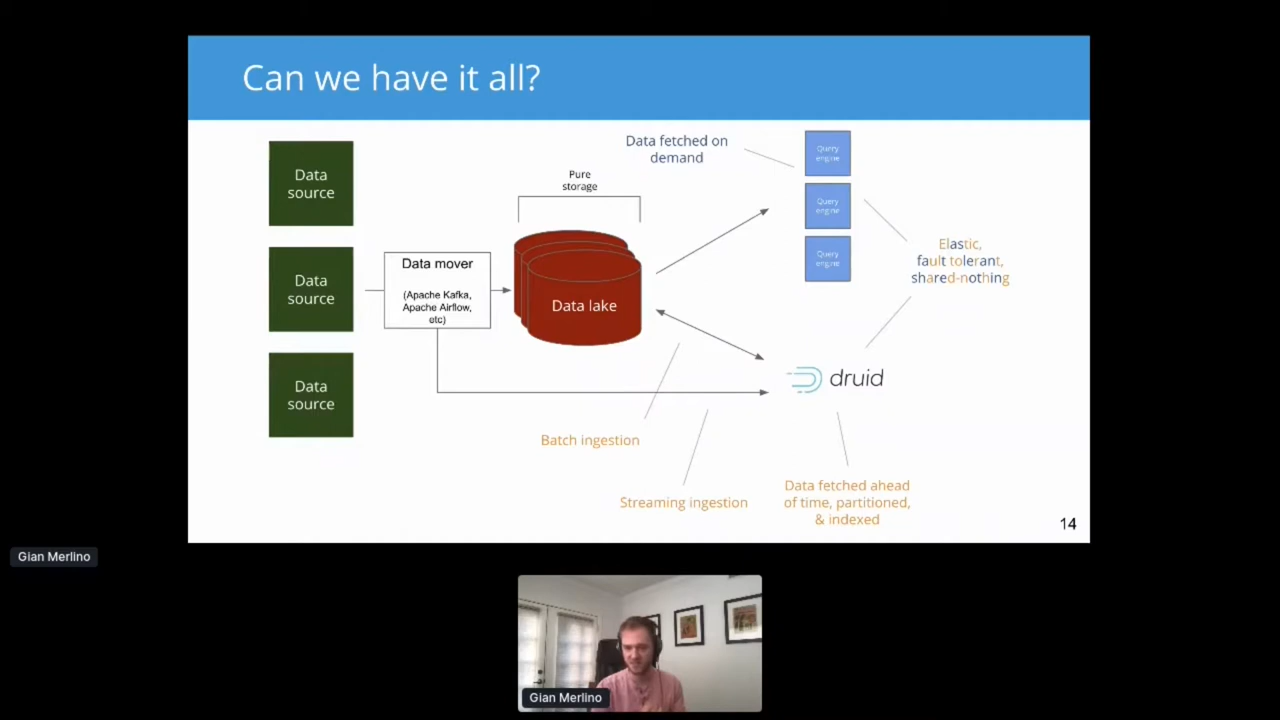 Can we have it all?
Data
source
Data
source
Data
source
Data mover
(Apache Kafka,
Apache Airflow,
etc)
Pure
storage
Data lake
Data fetched on
demand
Query
engine
Query
engine
Query
engine
Elastic,
fault tolerant,
shared-nothing
druid
Batch ingestion
Streaming ingestion
Data fetched ahead
of time, partitioned,
& indexed
14
Gian Merlino
Gian Merlino